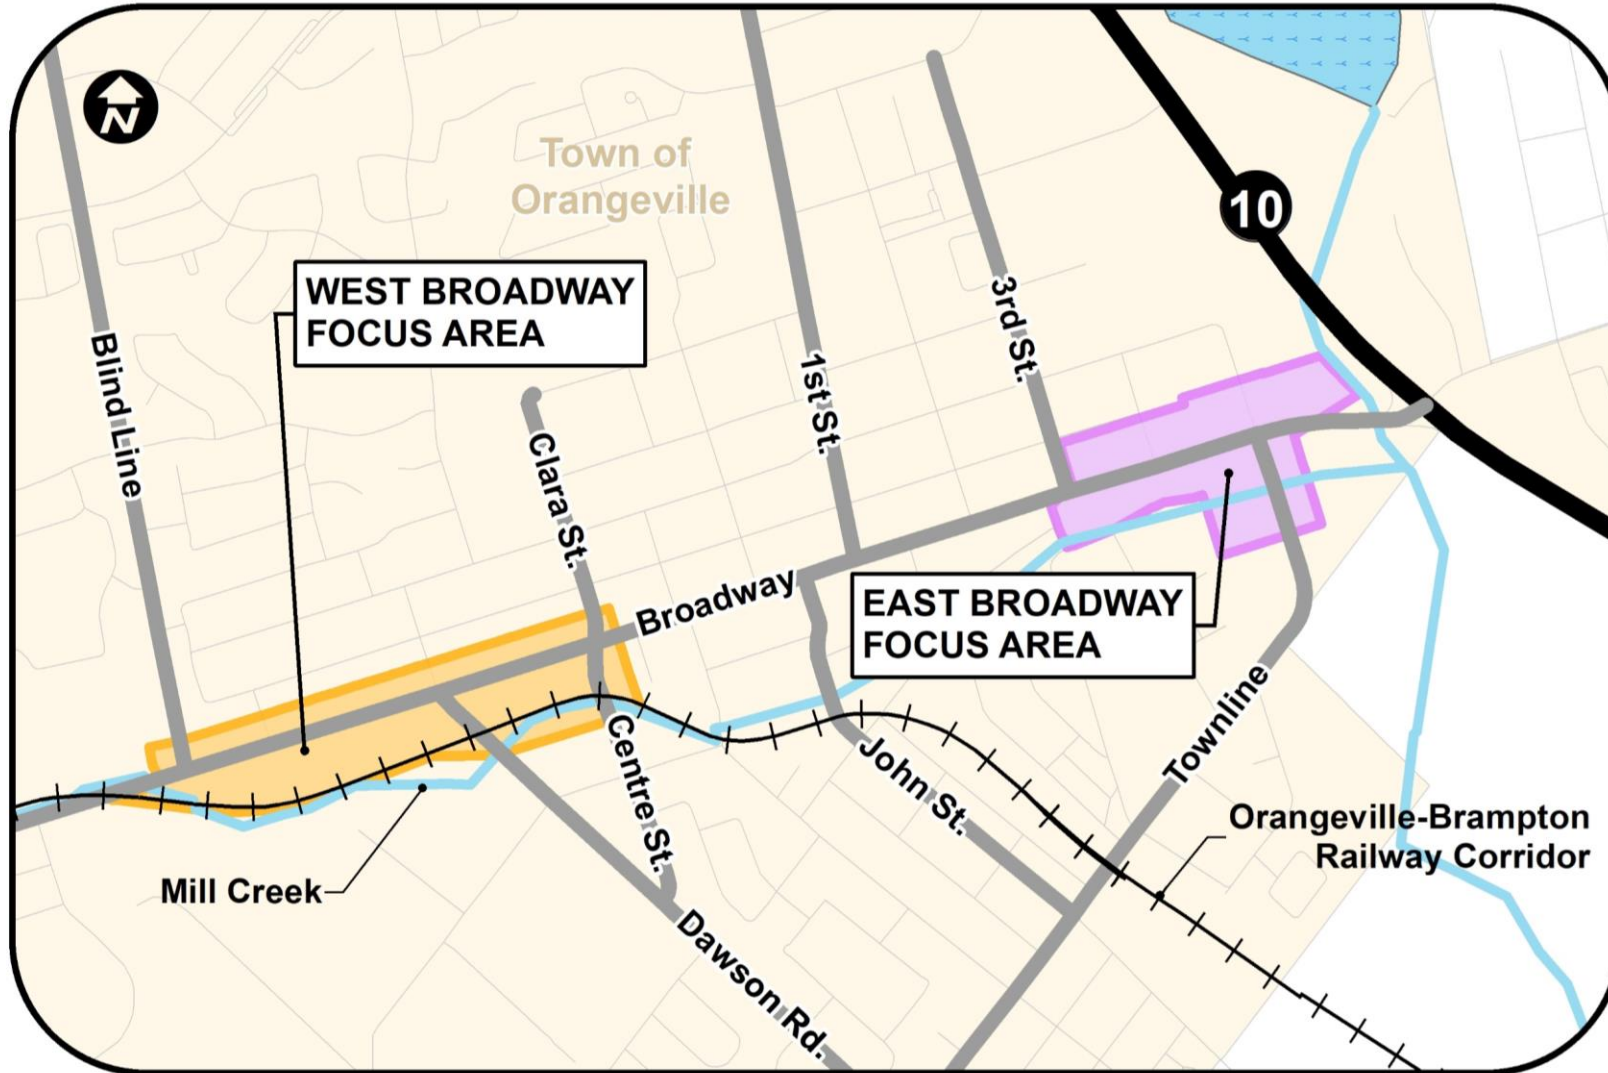 N
Town of
Orangeville
10
WEST BROADWAY
FOCUS AREA
Blind Line
Clara St.
1st St.
3rd St.
Broadway
EAST BROADWAY
FOCUS AREA
Centre St.
John St.
Townline
Orangeville-Brampton
Railway Corridor
Mill Creek
Dawson Rd.